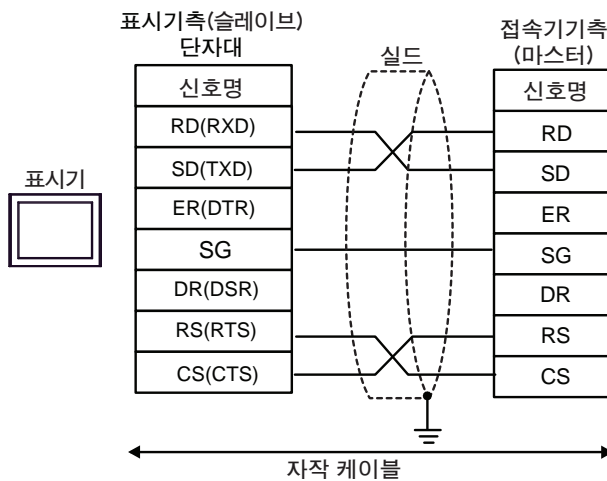 표시기측(슬레이브)
단자대
접속기기측
(마스터)
실드
신호명
신호명
RD(RXD)
RD
SD(TXD)
SD
표시기
ER(DTR)
ER
SG
SG
DR(DSR)
DR
RS(RTS)
RS
CS(CTS)
CS
자작 케이블